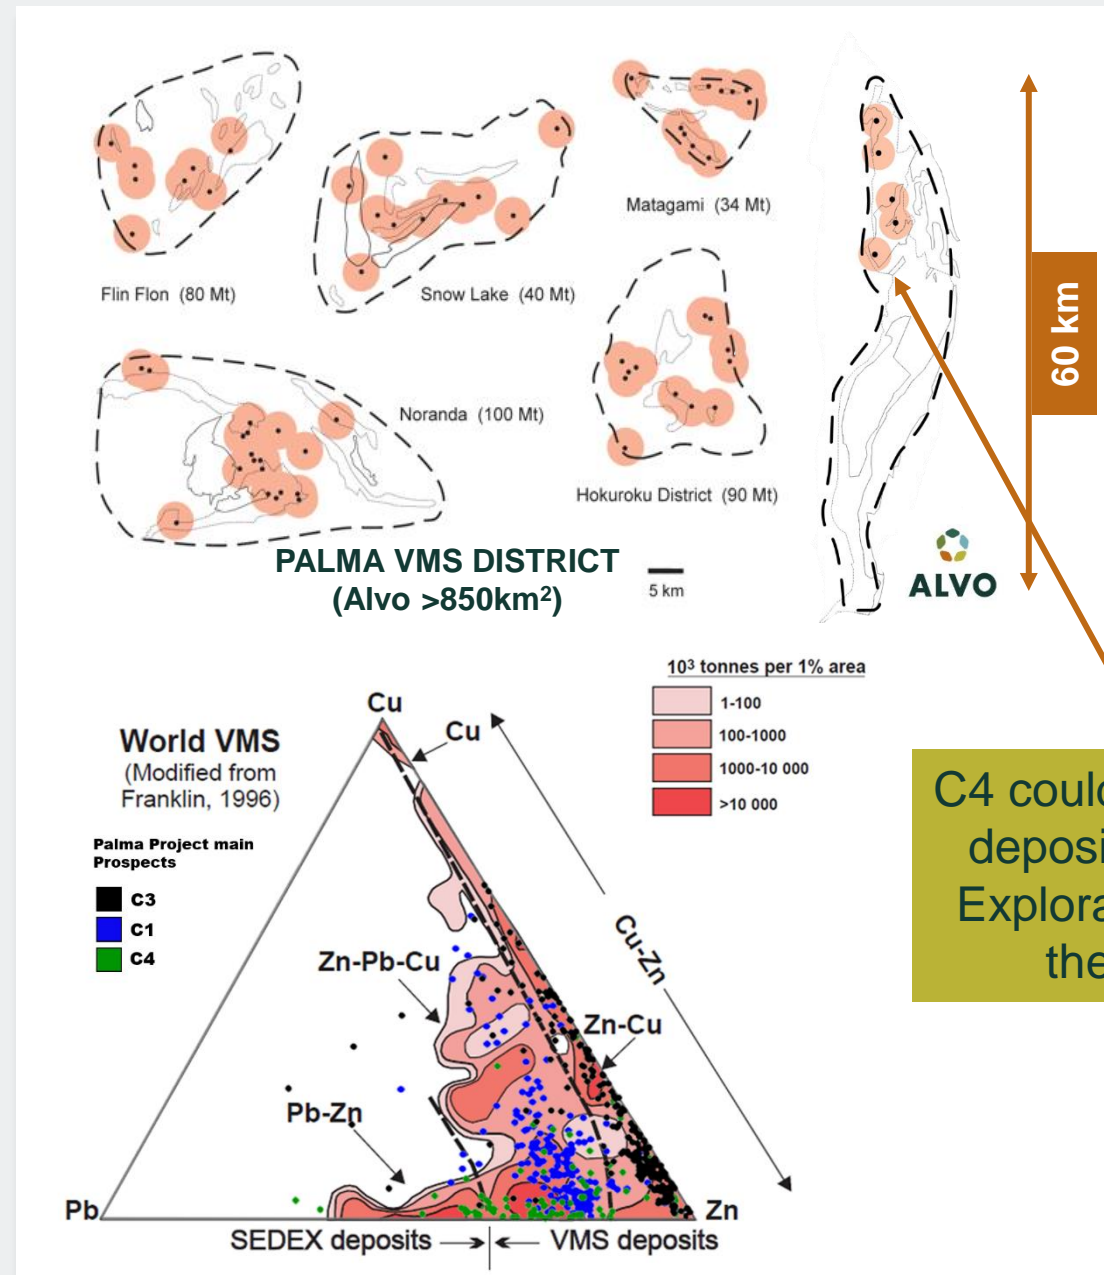 Flin Flon (80 Mt)
Snow Lake (40 Mt)
Matagami (34 Mt)
Noranda (100 Mt)
Hokuroku District (90 Mt)
60 km
PALMA VMS DISTRICT
(Alvo >850km²)
5 km
ALVO
10³ tonnes per 1% area
1-100
100-1000
1000-10 000
>10 000
World VMS
(Modified from
Franklin, 1996)
Palma Project main
Prospects
C3
C1
C4
Cu
Cu
Cu-Zn
Zn-Pb-Cu
Zn-Cu
Pb-Zn
Pb
Zn
SEDEX deposits
VMS deposits
C4 could
deposi
Explora
the